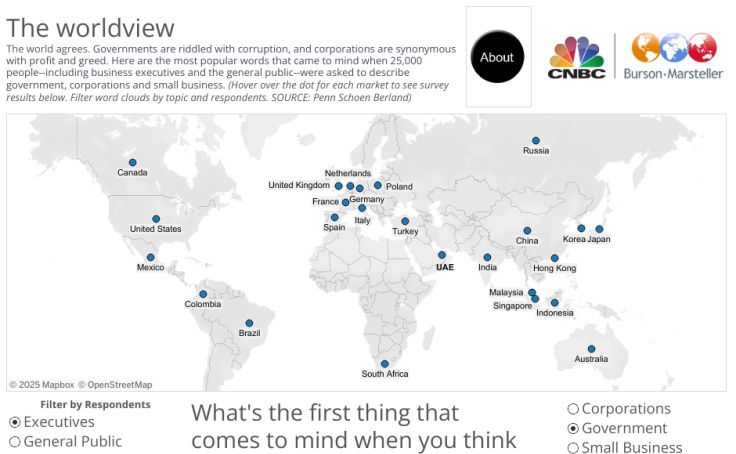 The worldview
The world agrees. Governments are riddled with corruption, and corporations are synonymous
with profit and greed. Here are the most popular words that came to mind when 25,000
people--including business executives and the general public--were asked to describe
government, corporations and small business. (Hover over the dot for each market to see survey
results below. Filter word clouds by topic and respondents. SOURCE: Penn Schoen Berland)
About
CNBC
Burson·Marsteller
Russia
Canada
Netherlands
United Kingdom
Poland
Germany
France
Italy
Spain
Turkey
United States
China
Korea
Japan
Mexico
UAE
India
Hong Kong
Malaysia
Singapore
Indonesia
Colombia
Brazil
Australia
South Africa
© 2025 Mapbox © OpenStreetMap
Filter by Respondents
Executives
General Public
What's the first thing that
comes to mind when you think
Corporations
Government
Small Business